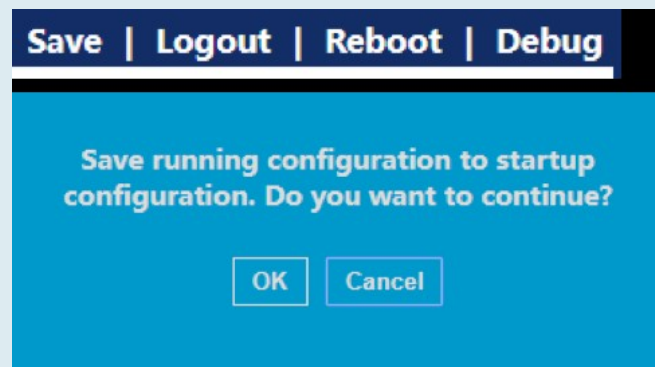 Save | Logout | Reboot | Debug
Save running configuration to startup
configuration. Do you want to continue?
OK Cancel